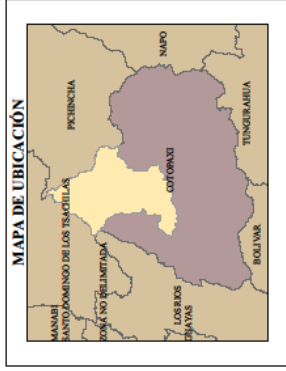 MAPA DE UBICACIÓN
MANABI
SANTO DOMINGO DE LOS TSACHILAS
PICHINCHA
ZONA NO DELIMITADA
NAPO
COTOPAXI
LOS RIOS
GUAYAS
TUNGURAHUA
BOLIVAR